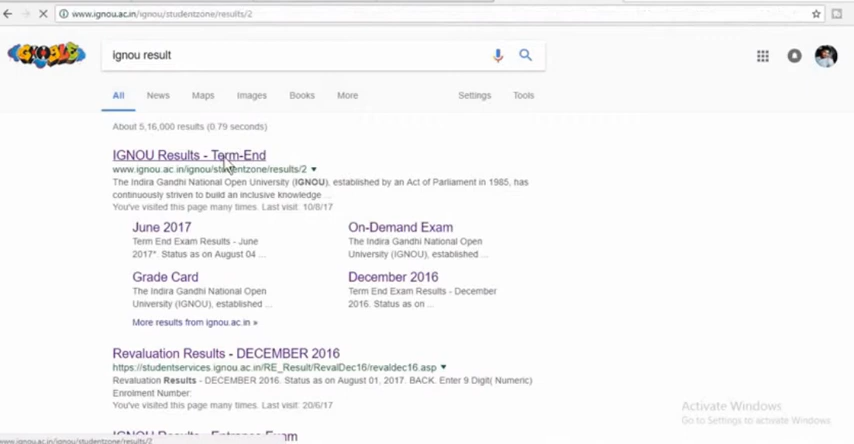 www.ignou.ac.in/ignou/studentzone/results/2
ignou result
All News Maps Images Books More Settings Tools
About 5,16,000 results (0.79 seconds)
IGNOU Results - Term-End
www.ignou.ac.in/ignou/studentzone/results/2
The Indira Gandhi National Open University (IGNOU), established by an Act of Parliament in 1985, has
continuously striven to build an inclusive knowledge ...
You've visited this page many times. Last visit: 10/8/17
June 2017
Term End Exam Results - June
2017*. Status as on August 04 ...
On-Demand Exam
The Indira Gandhi National Open
University (IGNOU), established ...
Grade Card
The Indira Gandhi National Open
University (IGNOU), established ...
December 2016
Term End Exam Results - December
2016. Status as on ...
More results from ignou.ac.in »
Revaluation Results - DECEMBER 2016
https://studentservices.ignou.ac.in/RE_Result/RevalDec16/revaldec16.asp
Revaluation Results - DECEMBER 2016. Status as on August 01, 2017. BACK. Enter 9 Digit( Numeric)
Enrolment Number:
You've visited this page many times. Last visit: 20/6/17
IGNOU Results - Entrance Exam
Activate Windows
Go to Settings to activate Windows.
www.ignou.ac.in/ignou/studentzone/results/2